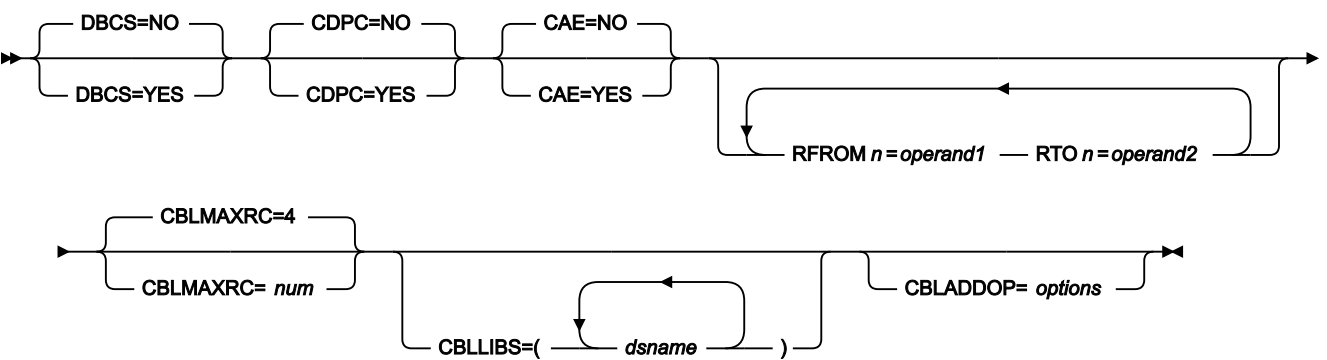 DBCS=NO CDPC=NO CAE=NO
DBCS=YES CDPC=YES CAE=YES
RFROM n=operand1 RTO n=operand2
CBLMAXRC=4
CBLMAXRC= num CBLADDOP= options
CBLLIBS=( dsname )